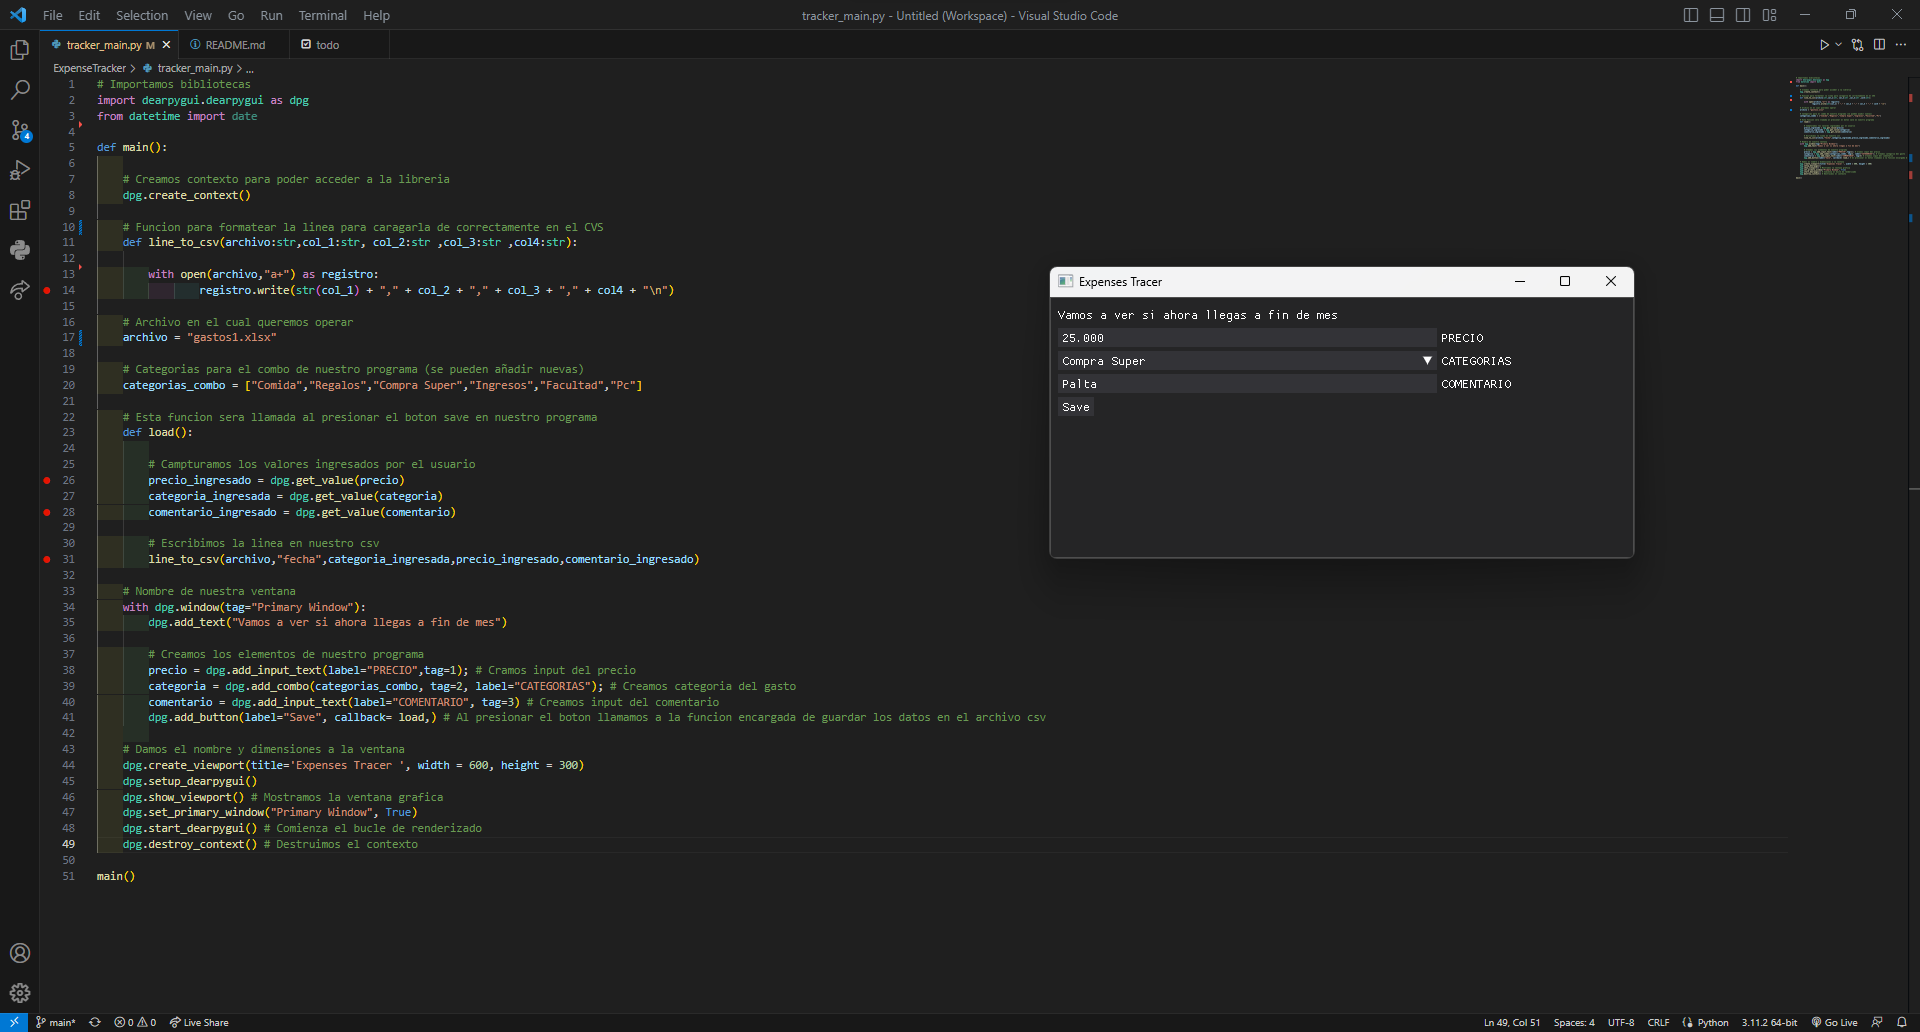 File Edit Selection View Go Run Terminal Help
tracker_main.py - Untitled (Workspace) - Visual Studio Code
tracker_main.py M README.md todo
ExpenseTracker > tracker_main.py > ...
1 # Importamos bibliotecas
2 import dearpygui.dearpygui as dpg
3 from datetime import date
4
5 def main():
6
7 # Creamos contexto para poder acceder a la libreria
8 dpg.create_context()
9
10 # Funcion para formatear la linea para caragarla de correctamente en el CVS
11 def line_to_csv(archivo:str,col_1:str, col_2:str ,col_3:str ,col4:str):
12
13 with open(archivo,"a+") as registro:
14 registro.write(str(col_1) + "," + col_2 + "," + col_3 + "," + col4 + "\n")
15
16 # Archivo en el cual queremos operar
17 archivo = "gastos1.xlsx"
18
19 # Categorias para el combo de nuestro programa (se pueden añadir nuevas)
20 categorias_combo = ["Comida","Regalos","Compra Super","Ingresos","Facultad","Pc"]
21
22 # Esta funcion sera llamada al presionar el boton save en nuestro programa
23 def load():
24
25 # Campturamos los valores ingresados por el usuario
26 precio_ingresado = dpg.get_value(precio)
27 categoria_ingresada = dpg.get_value(categoria)
28 comentario_ingresado = dpg.get_value(comentario)
29
30 # Escribimos la linea en nuestro csv
31 line_to_csv(archivo,"fecha",categoria_ingresada,precio_ingresado,comentario_ingresado)
32
33 # Nombre de nuestra ventana
34 with dpg.window(tag="Primary Window"):
35 dpg.add_text("Vamos a ver si ahora llegas a fin de mes")
36
37 # Creamos los elementos de nuestro programa
38 precio = dpg.add_input_text(label="PRECIO",tag=1); # Cramos input del precio
39 categoria = dpg.add_combo(categorias_combo, tag=2, label="CATEGORIAS"); # Creamos categoria del gasto
40 comentario = dpg.add_input_text(label="COMENTARIO", tag=3) # Creamos input del comentario
41 dpg.add_button(label="Save", callback= load,) # Al presionar el boton llamamos a la funcion encargada de guardar los datos en el archivo csv
42
43 # Damos el nombre y dimensiones a la ventana
44 dpg.create_viewport(title='Expenses Tracer ', width = 600, height = 300)
45 dpg.setup_dearpygui()
46 dpg.show_viewport() # Mostramos la ventana grafica
47 dpg.set_primary_window("Primary Window", True)
48 dpg.start_dearpygui() # Comienza el bucle de renderizado
49 dpg.destroy_context() # Destruimos el contexto
50
51 main()
4
Expenses Tracer
Vamos a ver si ahora llegas a fin de mes
25.000 PRECIO
Compra Super CATEGORIAS
Palta COMENTARIO
Save
main* 0 0 Live Share
Ln 49, Col 51 Spaces: 4 UTF-8 CRLF Python 3.11.2 64-bit Go Live